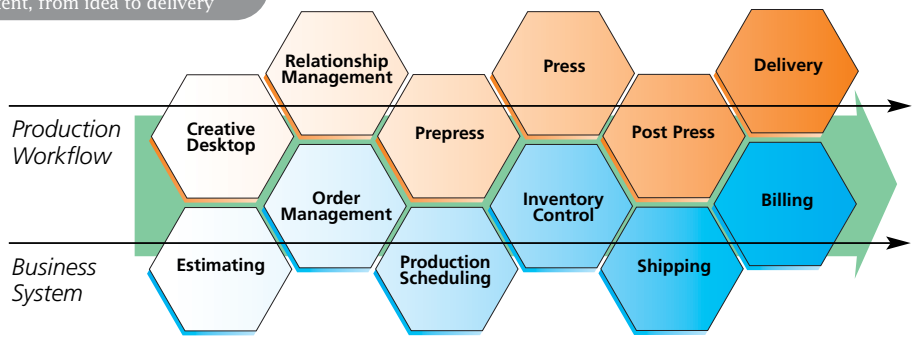 tent, from idea to delivery
Relationship
Management
Press
Delivery
Production
Workflow
Creative
Desktop
Prepress
Post Press
Order
Management
Inventory
Control
Billing
Business
System
Estimating
Production
Scheduling
Shipping